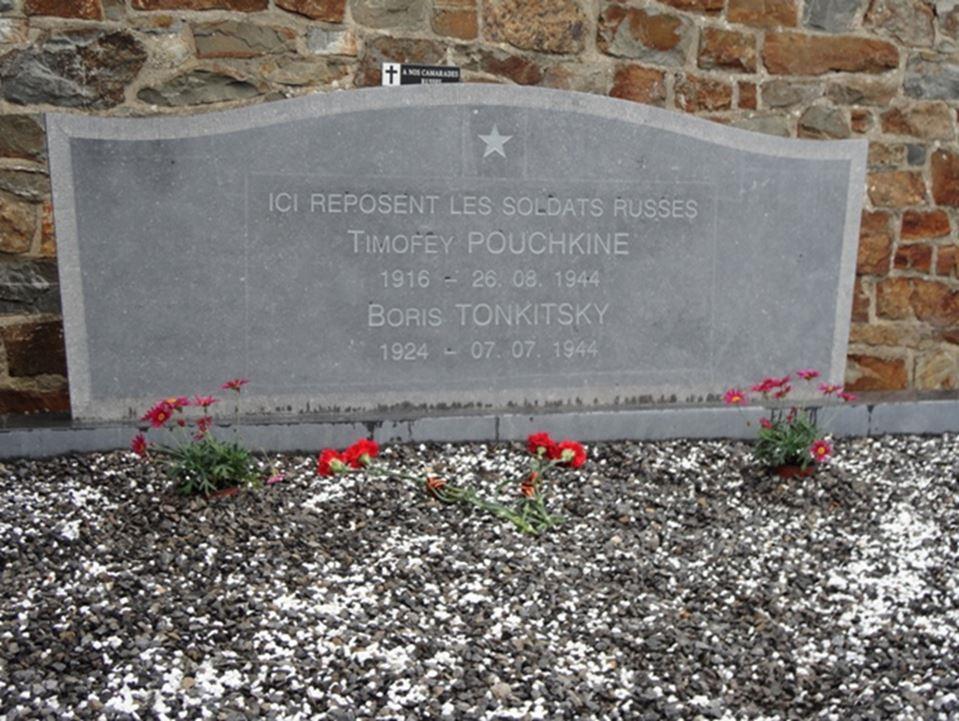 A NOS CAMARADES
RUSSES
ICI REPOSENT LES SOLDATS RUSSES
TIMOFEY POUCHKINE
1916 – 26. 08. 1944
BORIS TONKITSKY
1924 – 07. 07. 1944